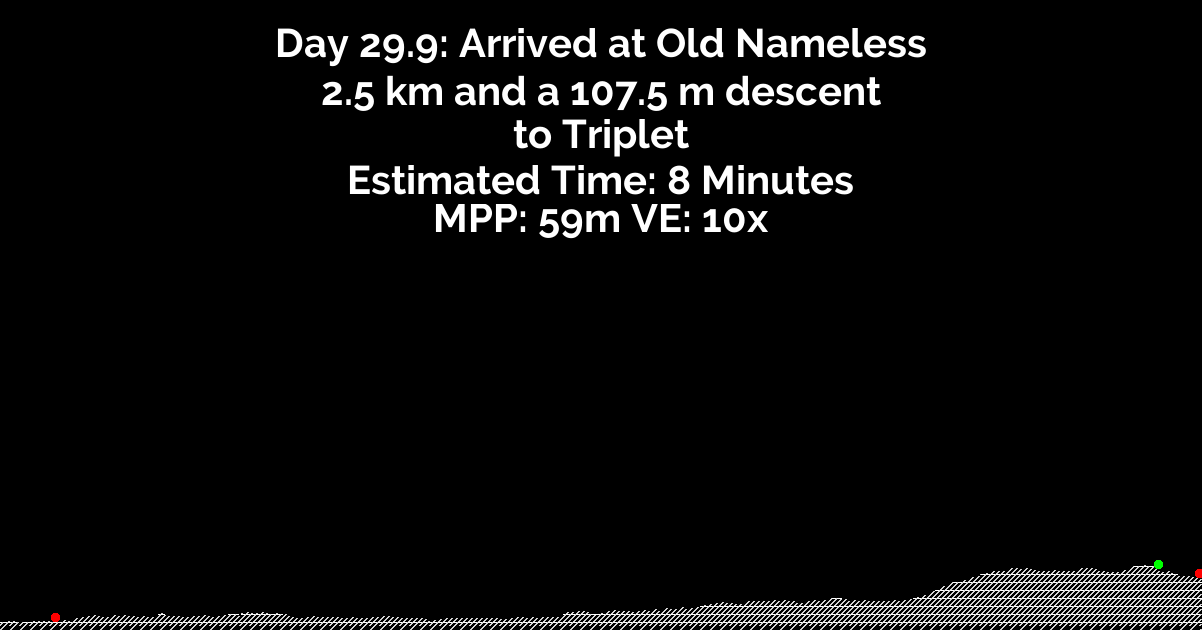 Day 29.9: Arrived at Old Nameless
2.5 km and a 107.5 m descent
to Triplet
Estimated Time: 8 Minutes
MPP: 59m VE: 10x